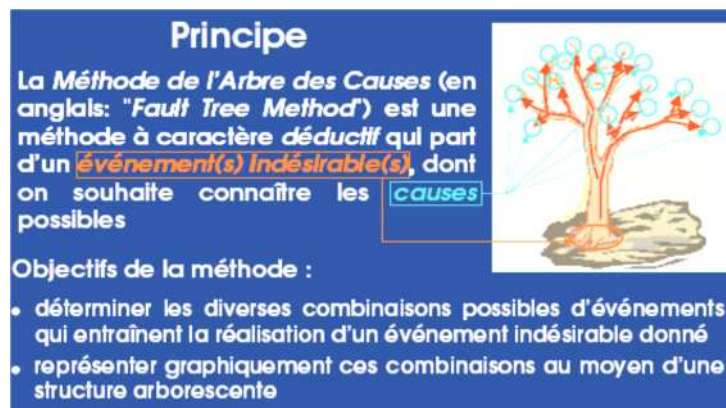 Principe
La Méthode de l'Arbre des Causes (en
anglais: "Fault Tree Method") est une
méthode à caractère déductif qui part
d'un événement(s) indésirable(s), dont
on souhaite connaître les causes
possibles
Objectifs de la méthode :
• déterminer les diverses combinaisons possibles d'événements
qui entraînent la réalisation d'un événement indésirable donné
• représenter graphiquement ces combinaisons au moyen d'une
structure arborescente